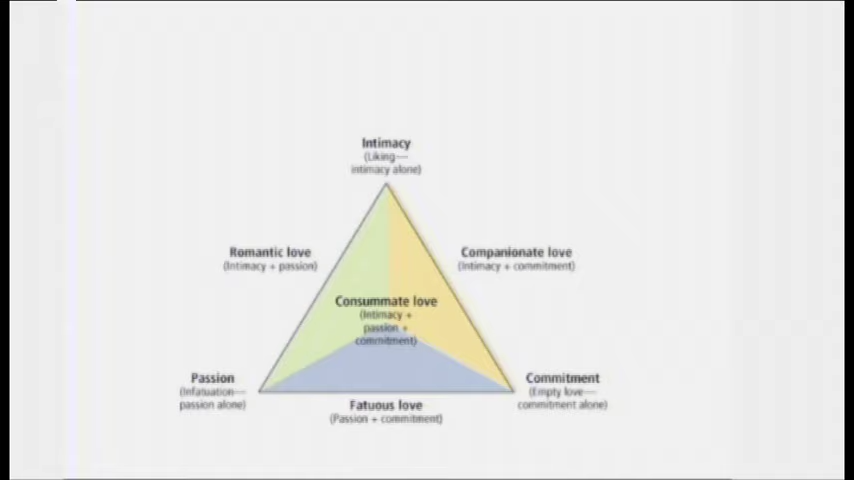 Intimacy
(Liking—
intimacy alone)
Romantic love
(Intimacy + passion)
Companionate love
(Intimacy + commitment)
Consummate love
(Intimacy +
passion +
commitment)
Passion
(Infatuation—
passion alone)
Commitment
(Empty love—
commitment alone)
Fatuous love
(Passion + commitment)